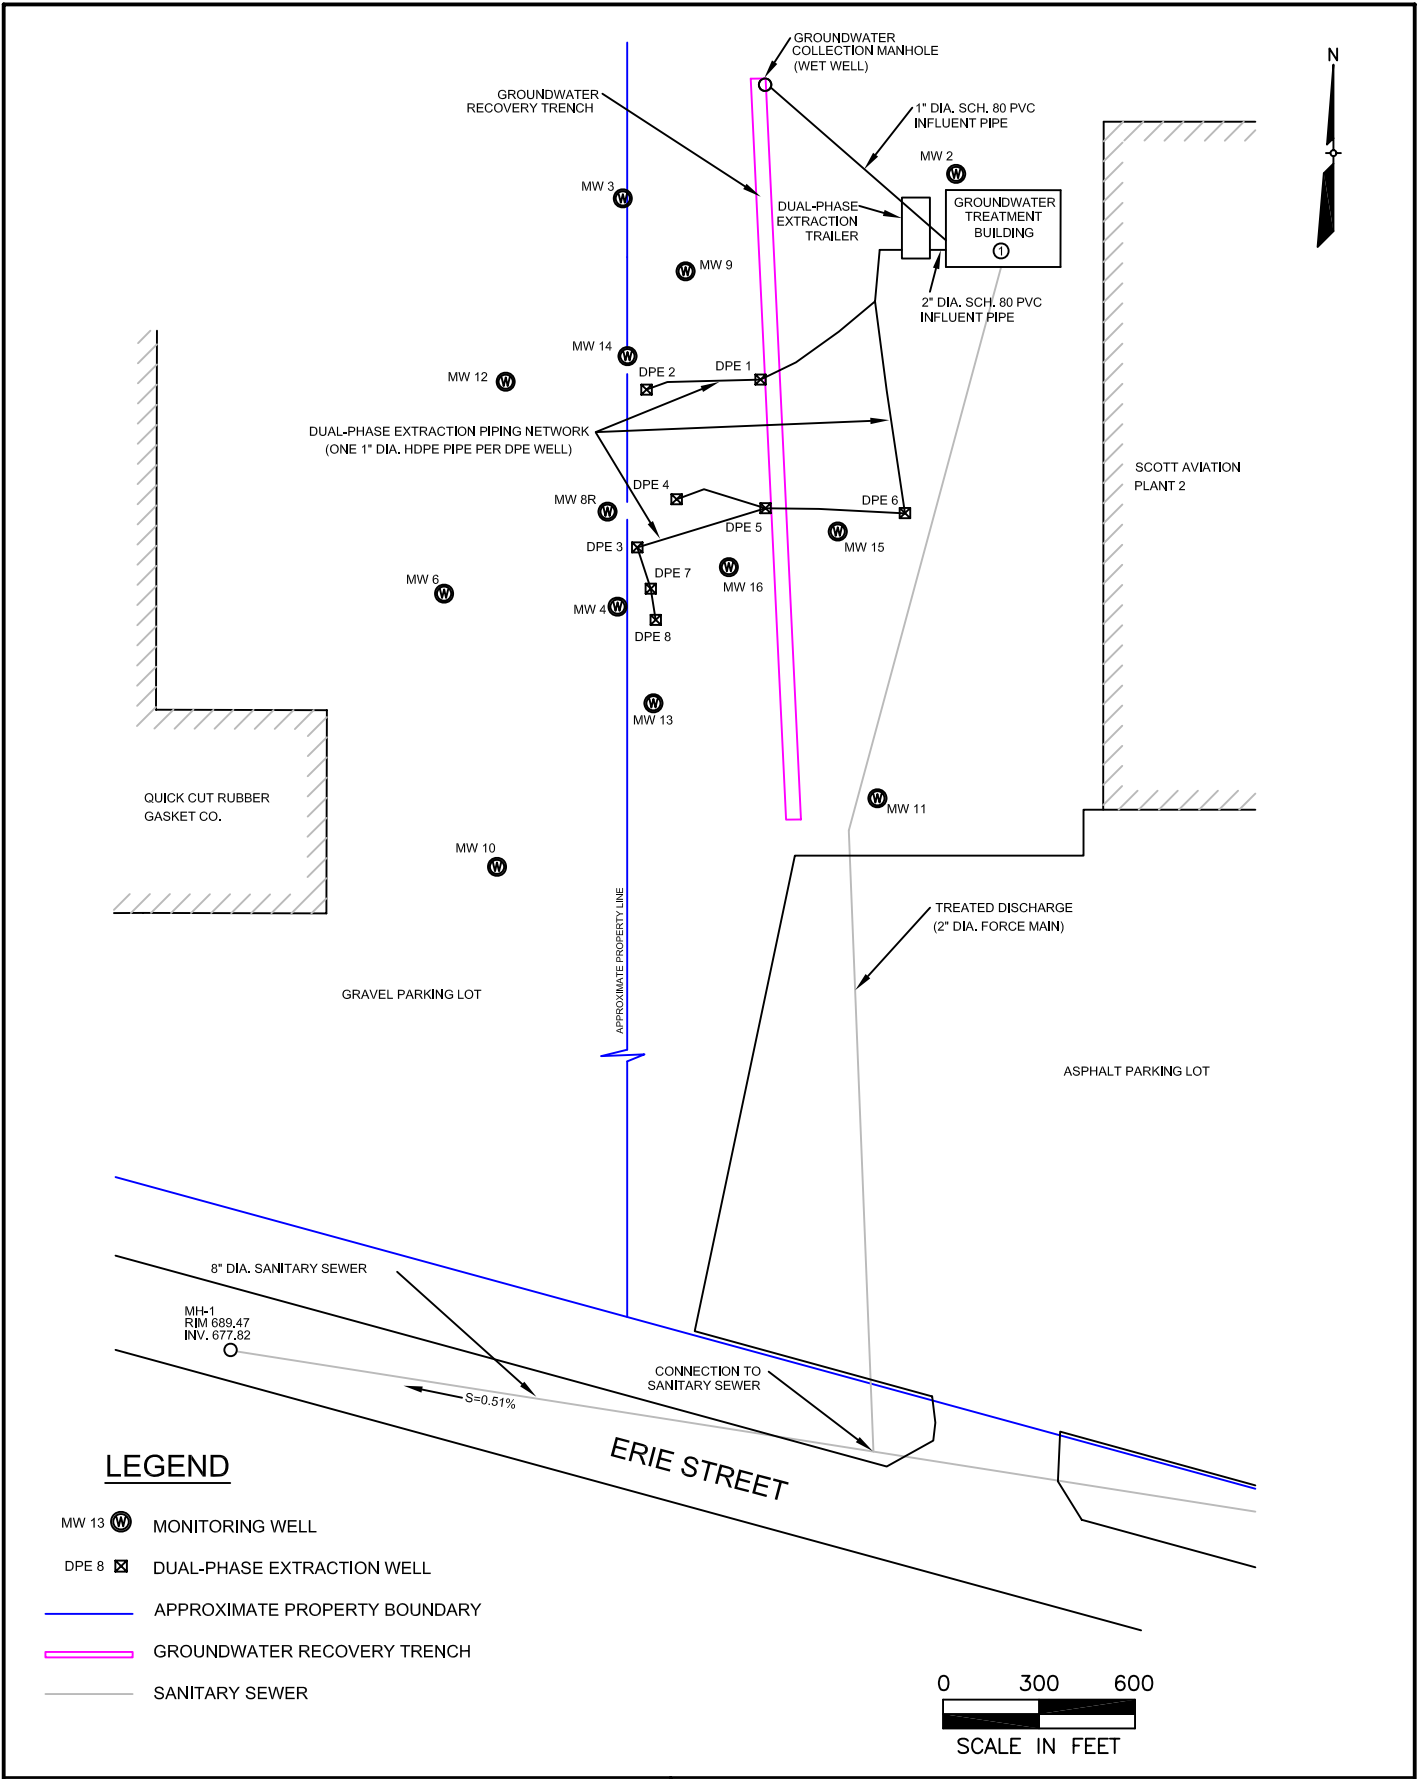 GROUNDWATER
COLLECTION MANHOLE
(WET WELL)
N
GROUNDWATER
RECOVERY TRENCH
1" DIA. SCH. 80 PVC
INFLUENT PIPE
MW 2
MW 3
DUAL-PHASE
EXTRACTION
TRAILER
GROUNDWATER
TREATMENT
BUILDING
1
MW 9
2" DIA. SCH. 80 PVC
INFLUENT PIPE
MW 14
MW 12
DPE 2
DPE 1
DUAL-PHASE EXTRACTION PIPING NETWORK
(ONE 1" DIA. HDPE PIPE PER DPE WELL)
SCOTT AVIATION
PLANT 2
DPE 4
MW 8R
DPE 6
DPE 5
DPE 3
MW 15
MW 6
DPE 7
MW 16
MW 4
DPE 8
MW 13
QUICK CUT RUBBER
GASKET CO.
MW 11
MW 10
APPROXIMATE PROPERTY LINE
TREATED DISCHARGE
(2" DIA. FORCE MAIN)
GRAVEL PARKING LOT
ASPHALT PARKING LOT
8" DIA. SANITARY SEWER
MH-1
RIM 689.47
INV. 677.82
CONNECTION TO
SANITARY SEWER
S=0.51%
ERIE STREET
LEGEND
MW 13 W MONITORING WELL
DPE 8 DUAL-PHASE EXTRACTION WELL
APPROXIMATE PROPERTY BOUNDARY
GROUNDWATER RECOVERY TRENCH
SANITARY SEWER
0 300 600
SCALE IN FEET